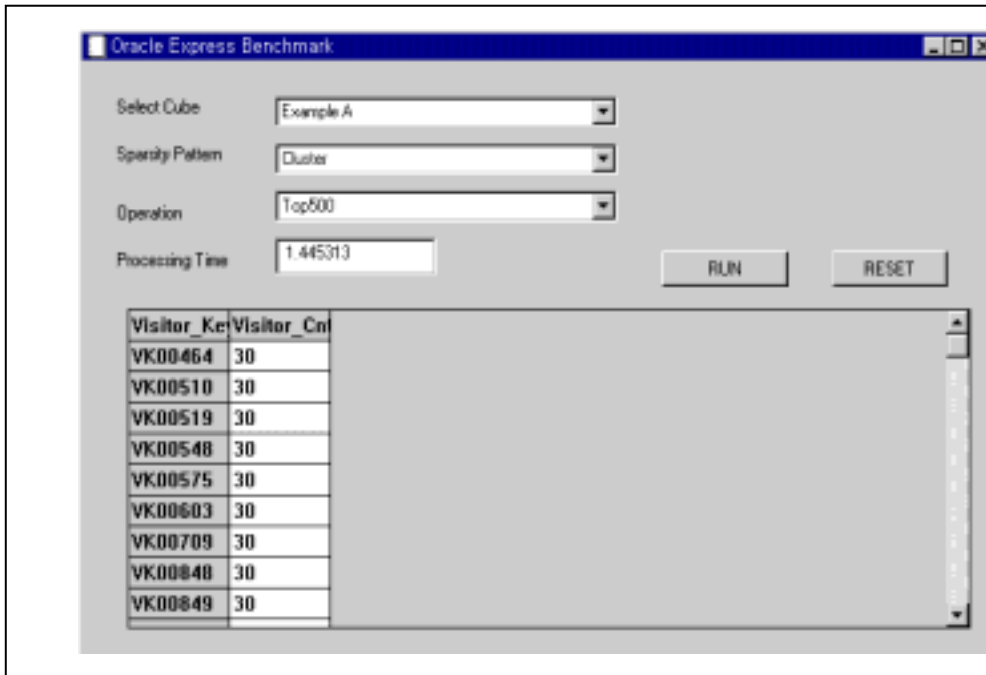 Oracle Express Benchmark
Select Cube Example A
Sparsity Pattern Cluster
Operation Top500
Processing Time 1.445313
RUN RESET
Visitor_Key Visitor_Cnt
VK00464 30
VK00510 30
VK00519 30
VK00548 30
VK00575 30
VK00603 30
VK00709 30
VK00848 30
VK00849 30